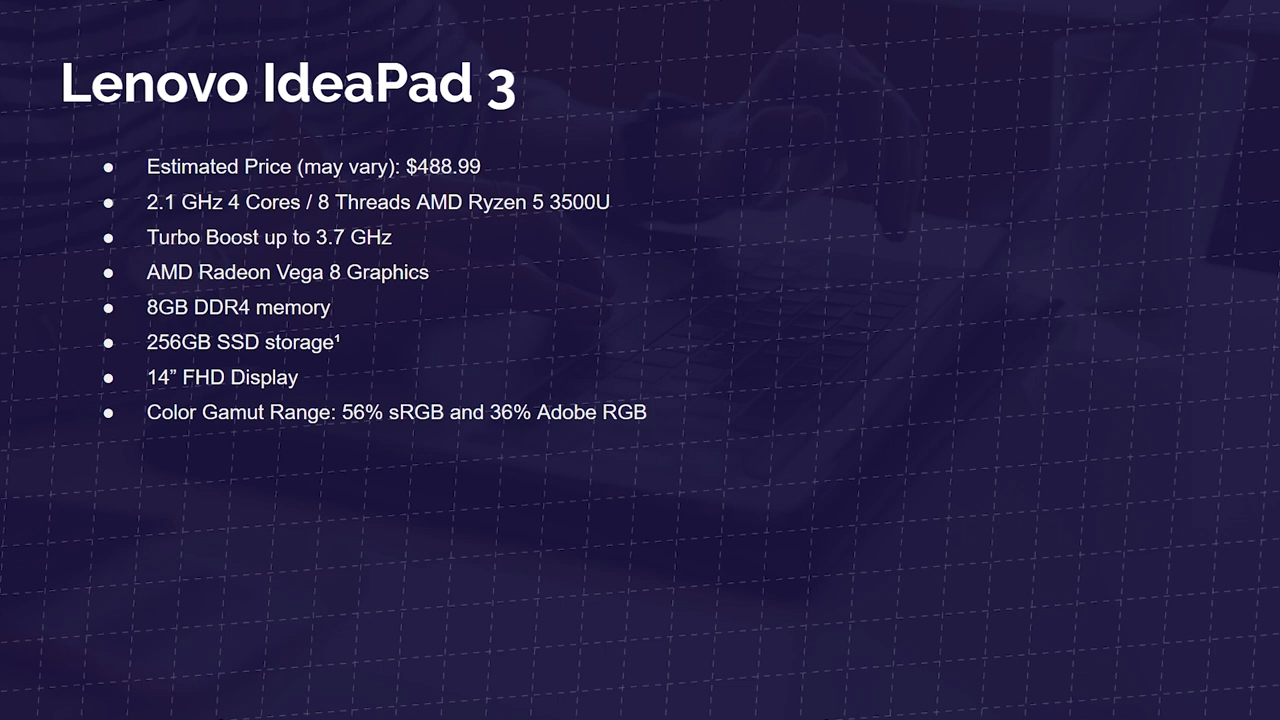 Lenovo IdeaPad 3
● Estimated Price (may vary): $488.99
● 2.1 GHz 4 Cores / 8 Threads AMD Ryzen 5 3500U
● Turbo Boost up to 3.7 GHz
● AMD Radeon Vega 8 Graphics
● 8GB DDR4 memory
● 256GB SSD storage¹
● 14” FHD Display
● Color Gamut Range: 56% sRGB and 36% Adobe RGB